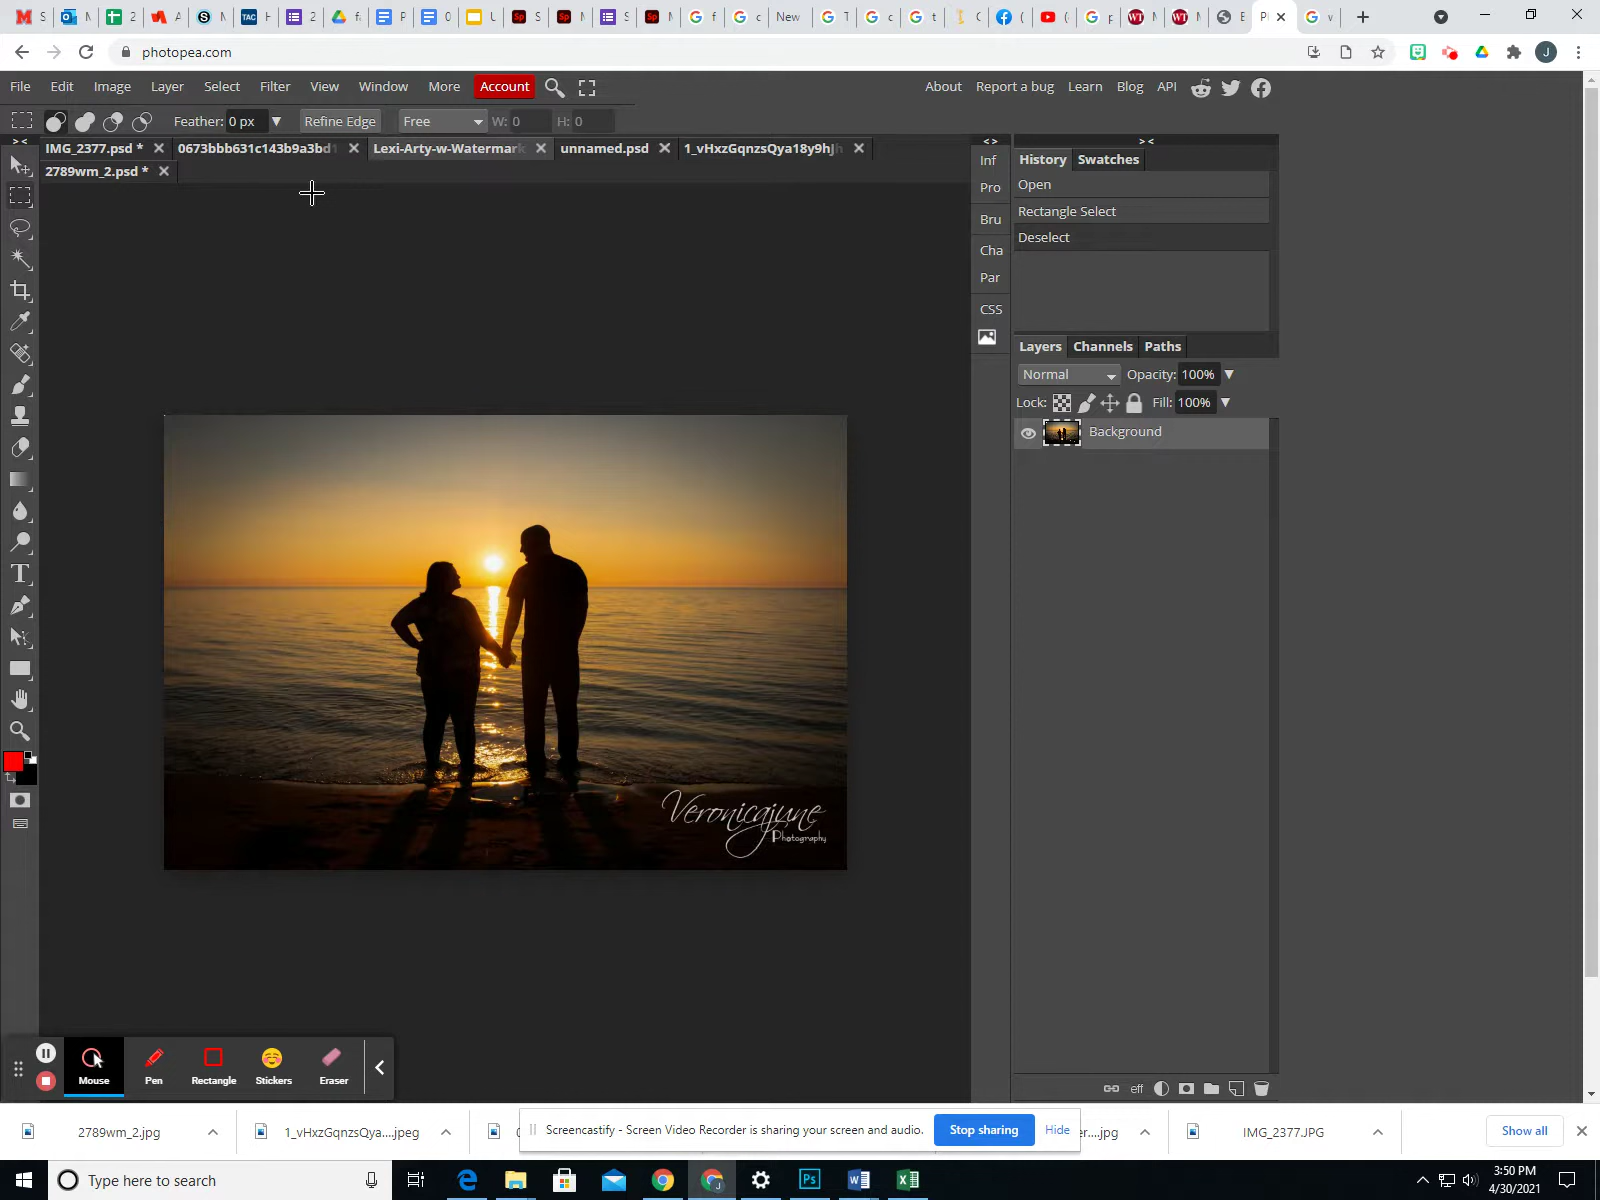 photopea.com
File Edit Image Layer Select Filter View Window More Account
About Report a bug Learn Blog API
Feather: 0 px Refine Edge Free W: 0 H: 0
IMG_2377.psd * 0673bbb631c143b9a3bd1 Lexi-Arty-w-Watermark unnamed.psd 1_vHxzGqnzsQya18y9hJh
2789wm_2.psd *
Inf
Pro
Bru
Cha
Par
CSS
History Swatches
Open
Rectangle Select
Deselect
Layers Channels Paths
Normal Opacity: 100%
Lock: Fill: 100%
Background
Veronicajune
Photography
eff
Mouse Pen Rectangle Stickers Eraser
2789wm_2.jpg 1_vHxzGqnzsQya....jpeg
Screencastify - Screen Video Recorder is sharing your screen and audio. Stop sharing Hide
er....jpg IMG_2377.JPG Show all
Type here to search
3:50 PM
4/30/2021